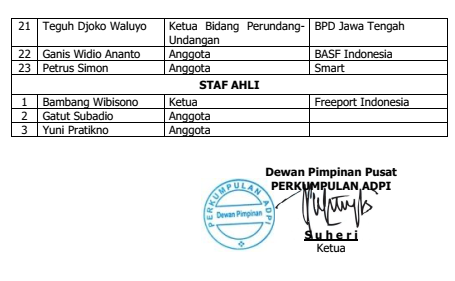 21 Teguh Djoko Waluyo Ketua Bidang Perundang- BPD Jawa Tengah
Undangan
22 Ganis Widio Ananto Anggota BASF Indonesia
23 Petrus Simon Anggota Smart
STAF AHLI
1 Bambang Wibisono Ketua Freeport Indonesia
2 Gatut Subadio Anggota
3 Yuni Pratikno Anggota
Dewan Pimpinan Pusat
PERKUMPULAN ADPI
PERKUMPULAN ADPI
Dewan Pimpinan
Suheri
Ketua